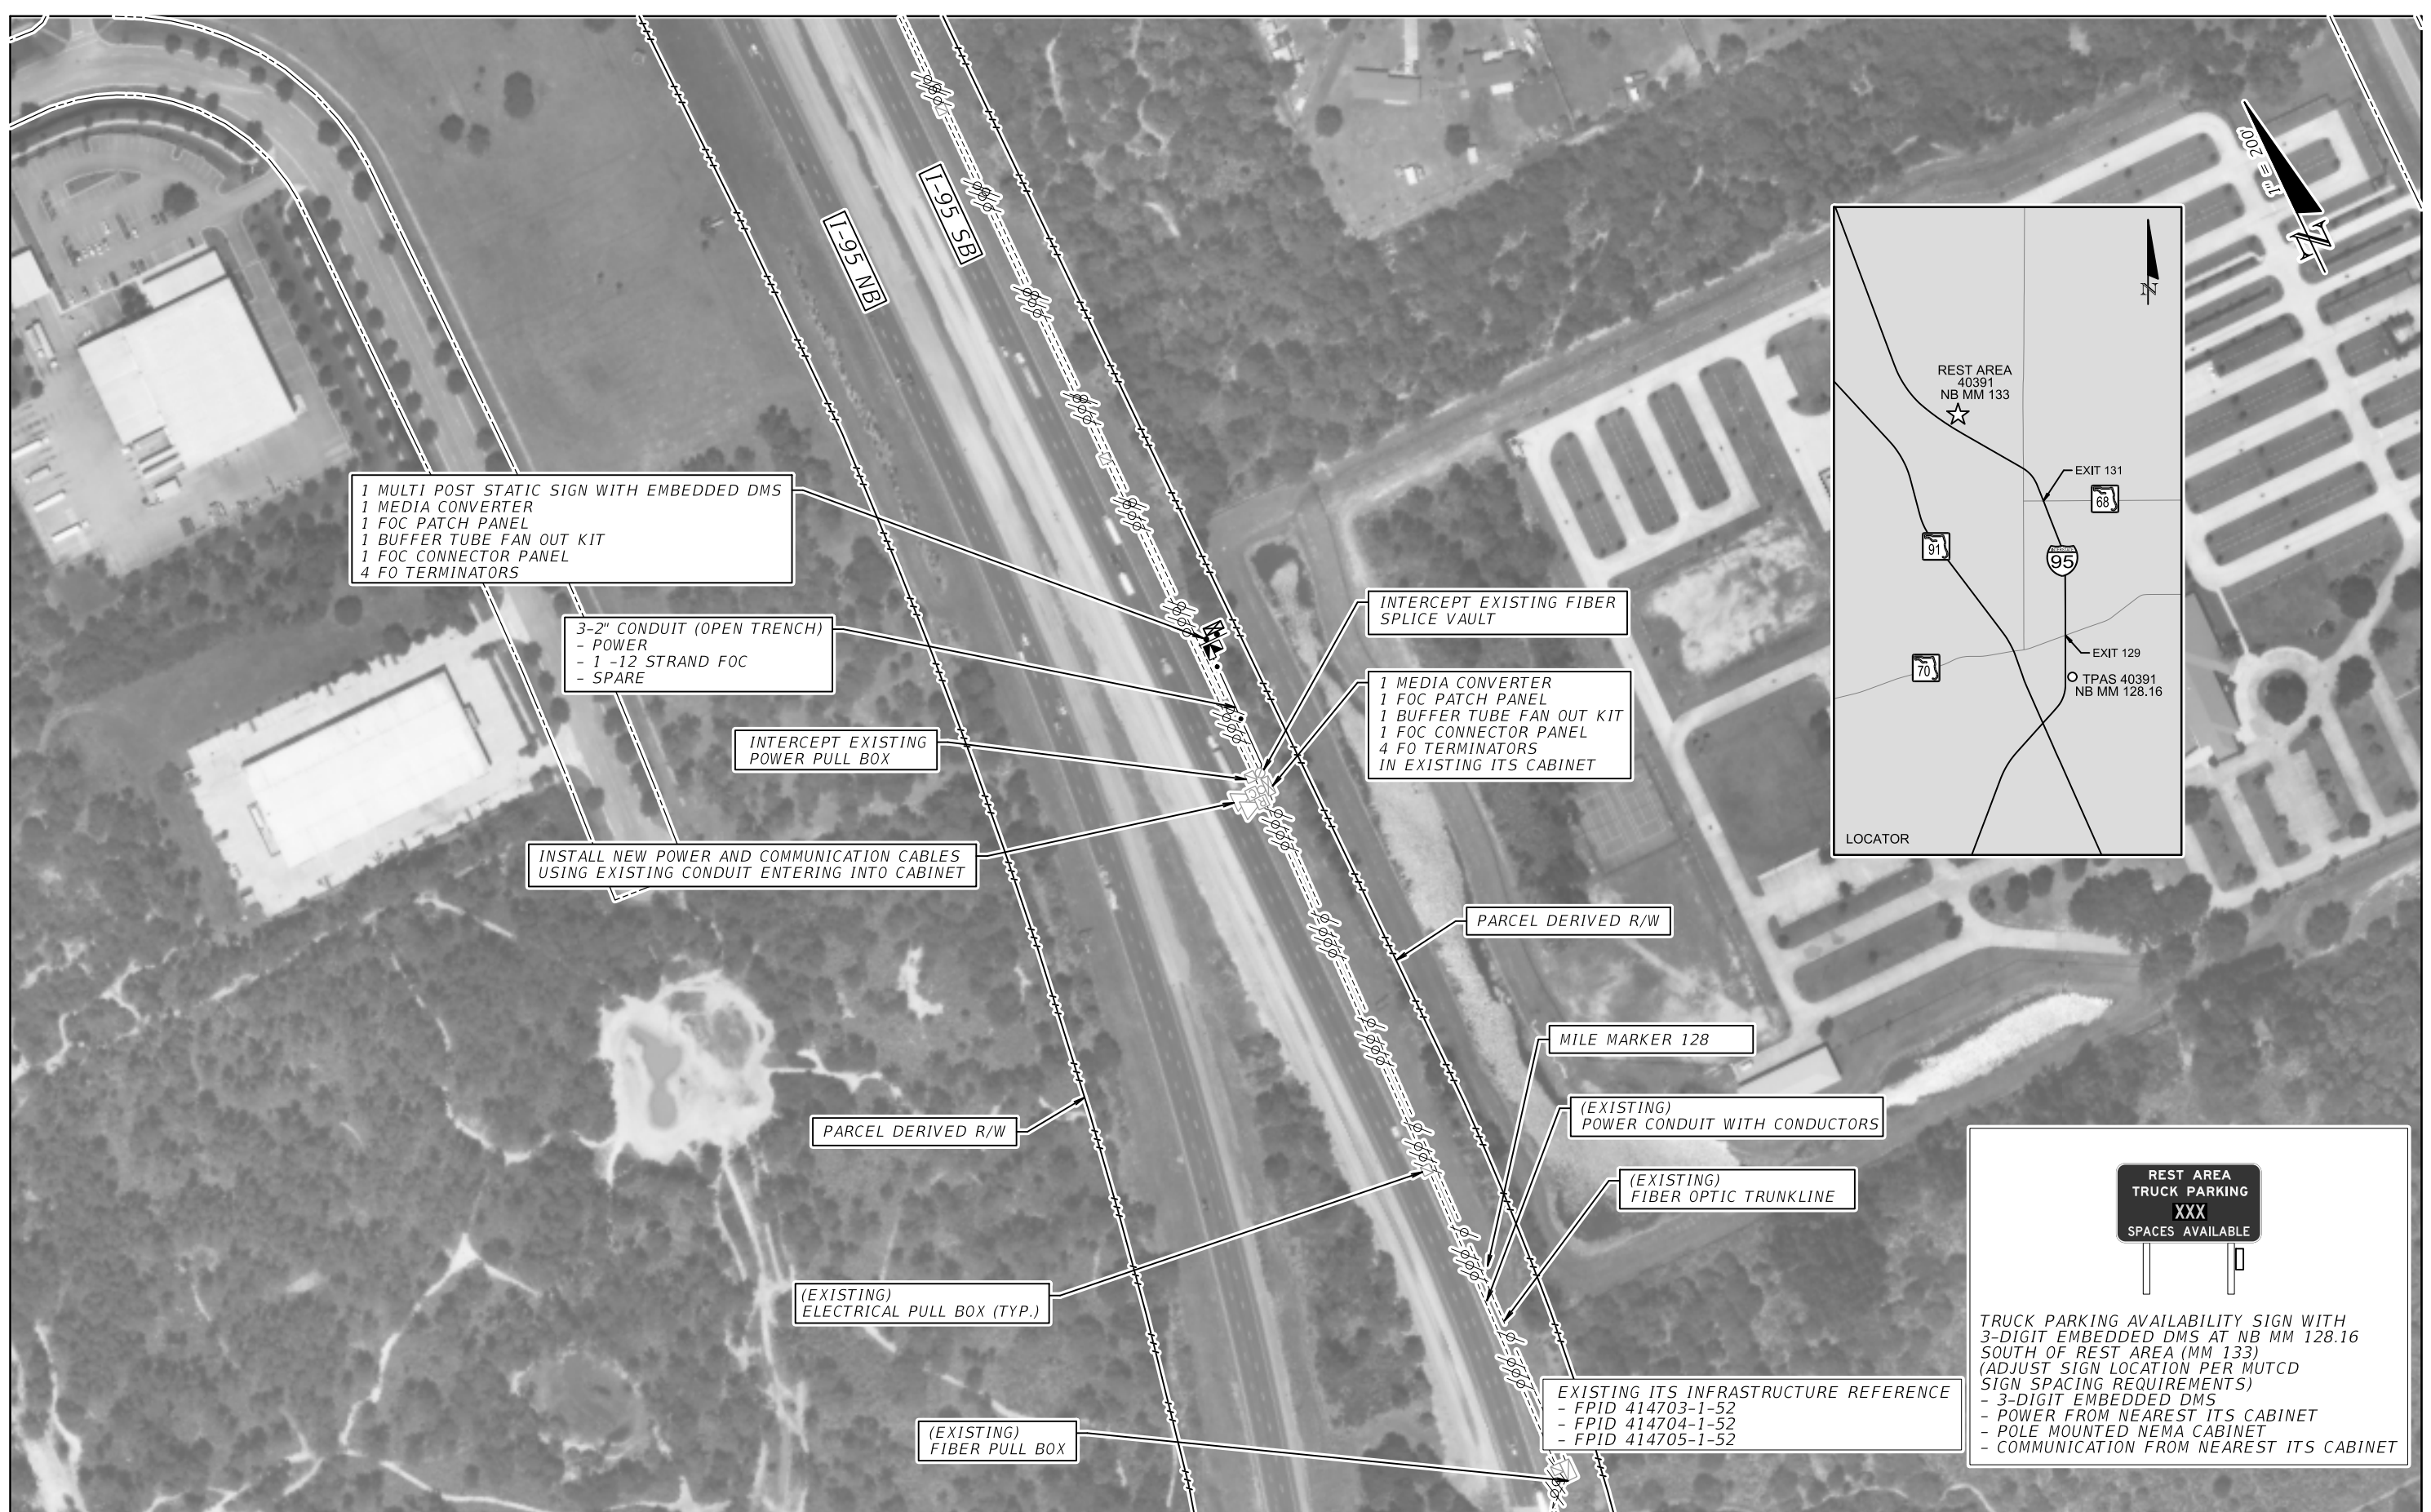 I-95 SB
I-95 NB
1" = 200'
N
1 MULTI POST STATIC SIGN WITH EMBEDDED DMS
1 MEDIA CONVERTER
1 FOC PATCH PANEL
1 BUFFER TUBE FAN OUT KIT
1 FOC CONNECTOR PANEL
4 FO TERMINATORS
3-2" CONDUIT (OPEN TRENCH)
- POWER
- 1 -12 STRAND FOC
- SPARE
INTERCEPT EXISTING
POWER PULL BOX
INSTALL NEW POWER AND COMMUNICATION CABLES
USING EXISTING CONDUIT ENTERING INTO CABINET
INTERCEPT EXISTING FIBER
SPLICE VAULT
1 MEDIA CONVERTER
1 FOC PATCH PANEL
1 BUFFER TUBE FAN OUT KIT
1 FOC CONNECTOR PANEL
4 FO TERMINATORS
IN EXISTING ITS CABINET
PARCEL DERIVED R/W
PARCEL DERIVED R/W
MILE MARKER 128
(EXISTING)
POWER CONDUIT WITH CONDUCTORS
(EXISTING)
FIBER OPTIC TRUNKLINE
(EXISTING)
ELECTRICAL PULL BOX (TYP.)
(EXISTING)
FIBER PULL BOX
EXISTING ITS INFRASTRUCTURE REFERENCE
- FPID 414703-1-52
- FPID 414704-1-52
- FPID 414705-1-52
N
REST AREA
40391
NB MM 133
EXIT 131
68
91
95
EXIT 129
70
TPAS 40391
NB MM 128.16
LOCATOR
REST AREA
TRUCK PARKING
XXX
SPACES AVAILABLE
TRUCK PARKING AVAILABILITY SIGN WITH
3-DIGIT EMBEDDED DMS AT NB MM 128.16
SOUTH OF REST AREA (MM 133)
(ADJUST SIGN LOCATION PER MUTCD
SIGN SPACING REQUIREMENTS)
- 3-DIGIT EMBEDDED DMS
- POWER FROM NEAREST ITS CABINET
- POLE MOUNTED NEMA CABINET
- COMMUNICATION FROM NEAREST ITS CABINET